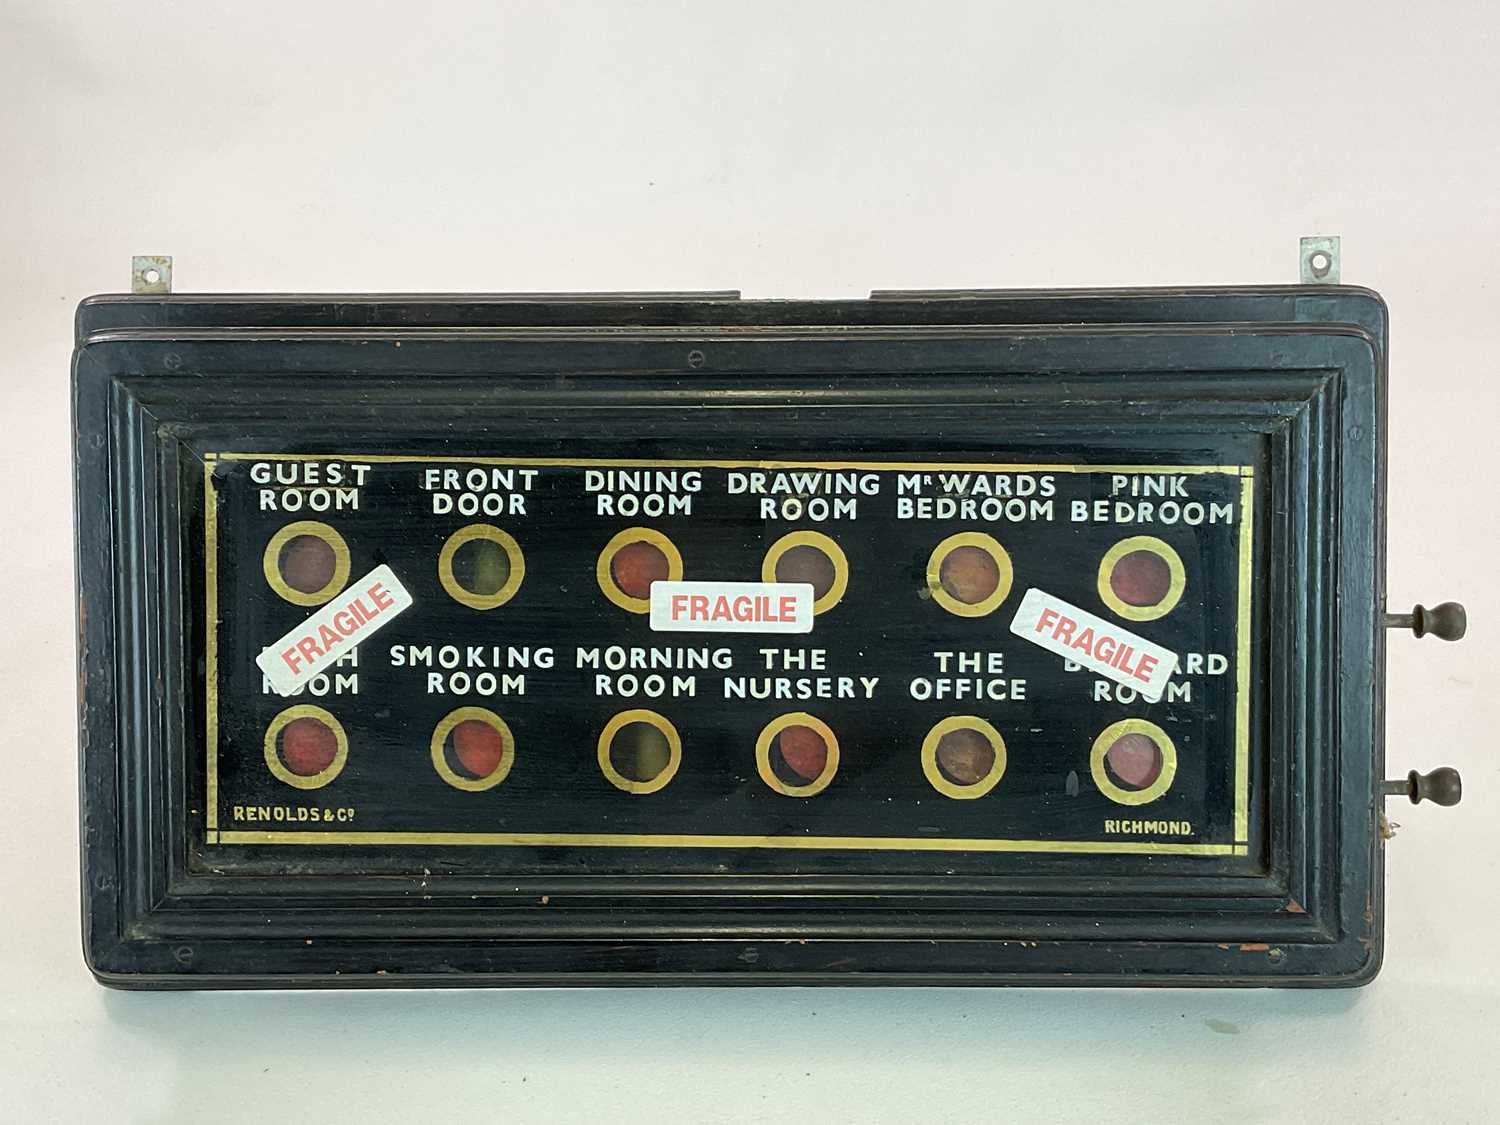 GUEST ROOM
FRONT DOOR
DINING ROOM
DRAWING ROOM
Mr WARDS BEDROOM
PINK BEDROOM
FRAGILE
FRAGILE
FRAGILE
ROOM
SMOKING ROOM
MORNING ROOM
THE NURSERY
THE OFFICE
ROOM
RENOLDS & Co
RICHMOND.